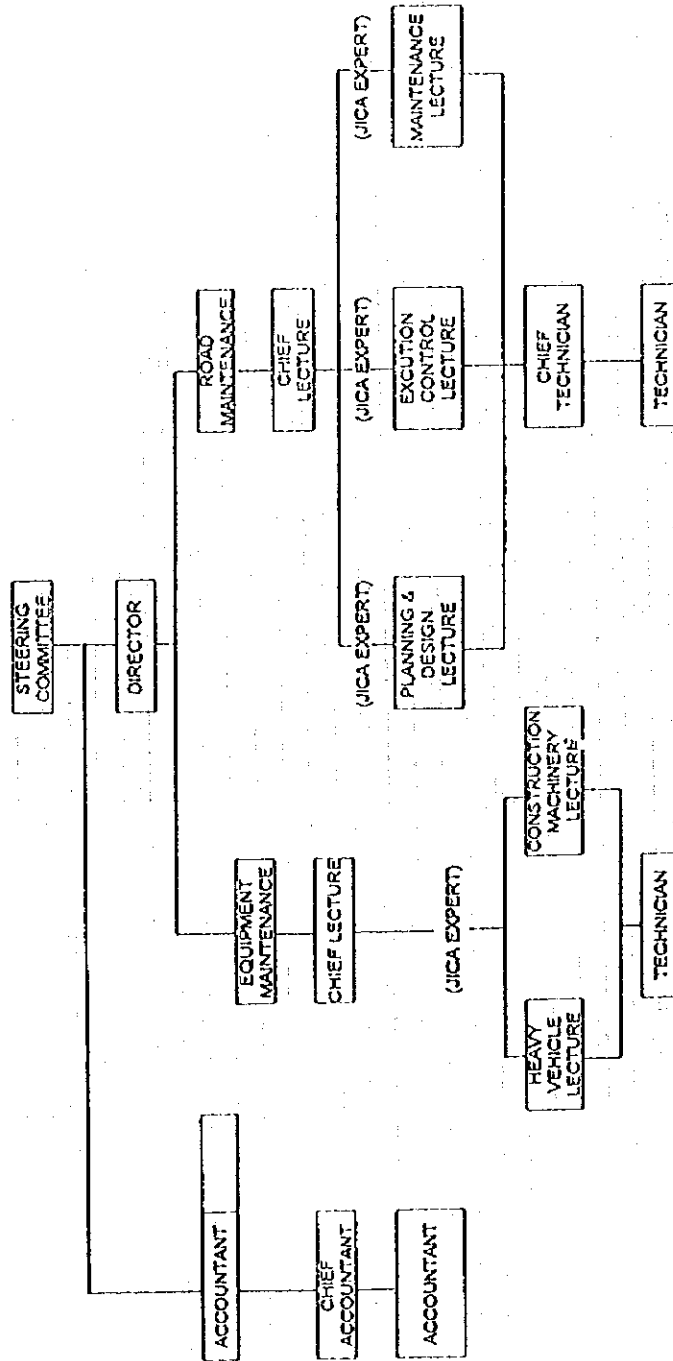 STEERING
COMMITTEE
DIRECTOR
ACCOUNTANT
EQUIPMENT
MAINTENANCE
ROAD
MAINTENANCE
CHIEF
ACCOUNTANT
CHIEF LECTURE
CHIEF
LECTURE
ACCOUNTANT
(JICA EXPERT)
(JICA EXPERT)
(JICA EXPERT)
(JICA EXPERT)
PLANNING &
DESIGN
LECTURE
EXCUTION
CONTROL
LECTURE
MAINTENANCE
LECTURE
HEAVY
VEHICLE
LECTURE
CONSTRUCTION
MACHINERY
LECTURE
CHIEF
TECHNICIAN
TECHNICIAN
TECHNICIAN